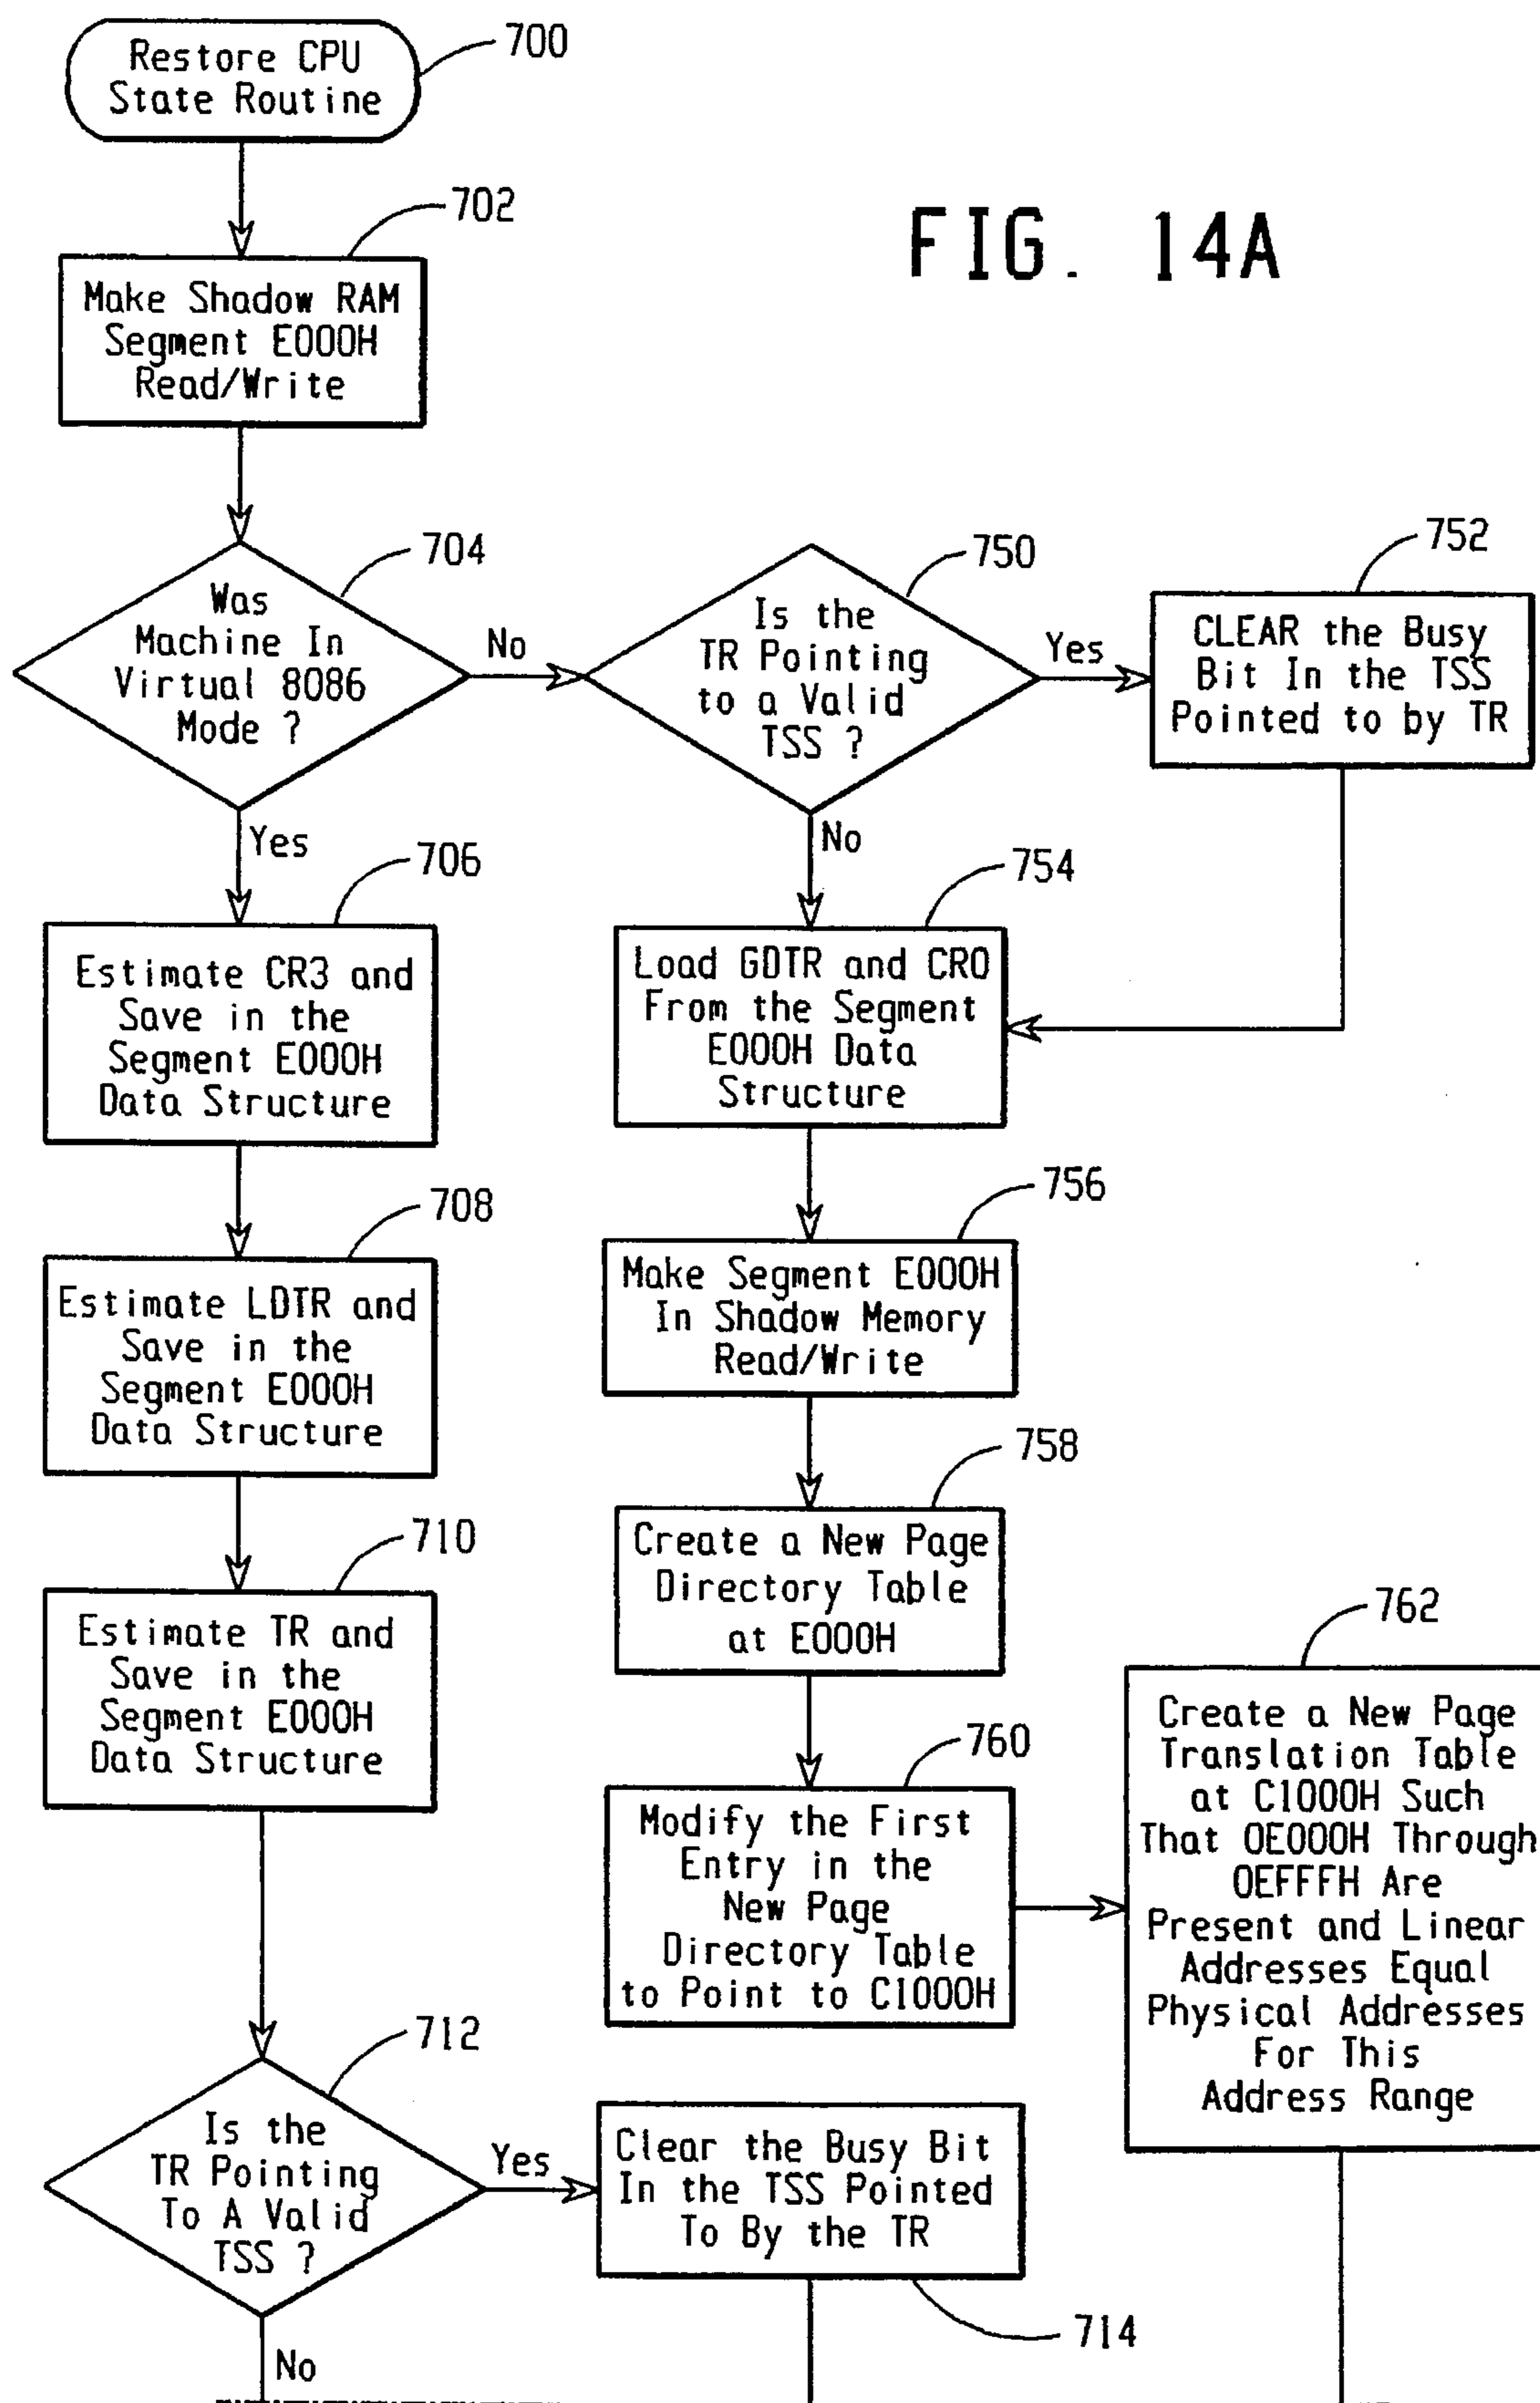 Restore CPU
State Routine
700
FIG. 14A
702
Make Shadow RAM
Segment E000H
Read/Write
704
Was
Machine In
Virtual 8086
Mode ?
No
Yes
750
Is the
TR Pointing
to a Valid
TSS ?
Yes
No
752
CLEAR the Busy
Bit In the TSS
Pointed to by TR
706
Estimate CR3 and
Save in the
Segment E000H
Data Structure
754
Load GDTR and CR0
From the Segment
E000H Data
Structure
708
Estimate LDTR and
Save in the
Segment E000H
Data Structure
756
Make Segment E000H
In Shadow Memory
Read/Write
710
Estimate TR and
Save in the
Segment E000H
Data Structure
758
Create a New Page
Directory Table
at E000H
760
Modify the First
Entry in the
New Page
Directory Table
to Point to C1000H
762
Create a New Page
Translation Table
at C1000H Such
That 0E000H Through
0EFFFH Are
Present and Linear
Addresses Equal
Physical Addresses
For This
Address Range
712
Is the
TR Pointing
To A Valid
TSS ?
Yes
No
Clear the Busy Bit
In the TSS Pointed
To By the TR
714